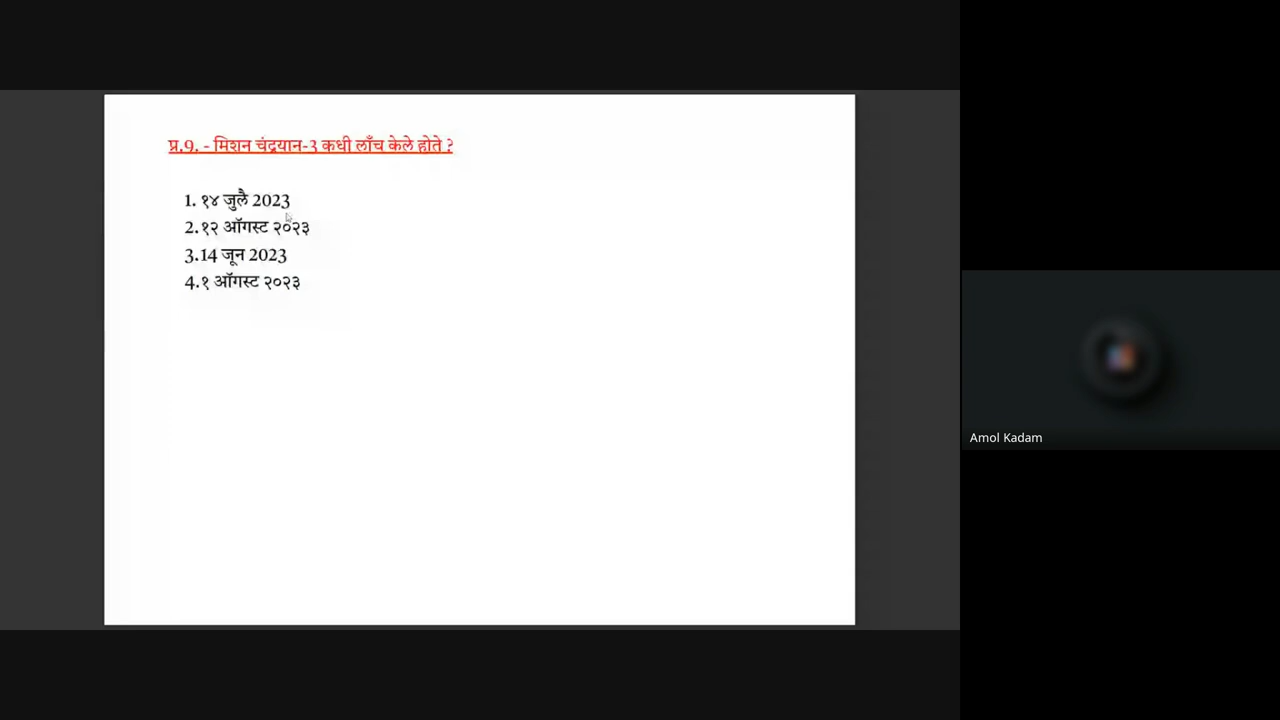 प्र.9. - मिशन चंद्रयान-३ कधी लाँच केले होते ?
1. १४ जुलै 2023
2.१२ ऑगस्ट २०२३
3.14 जून 2023
4.१ ऑगस्ट २०२३
Amol Kadam